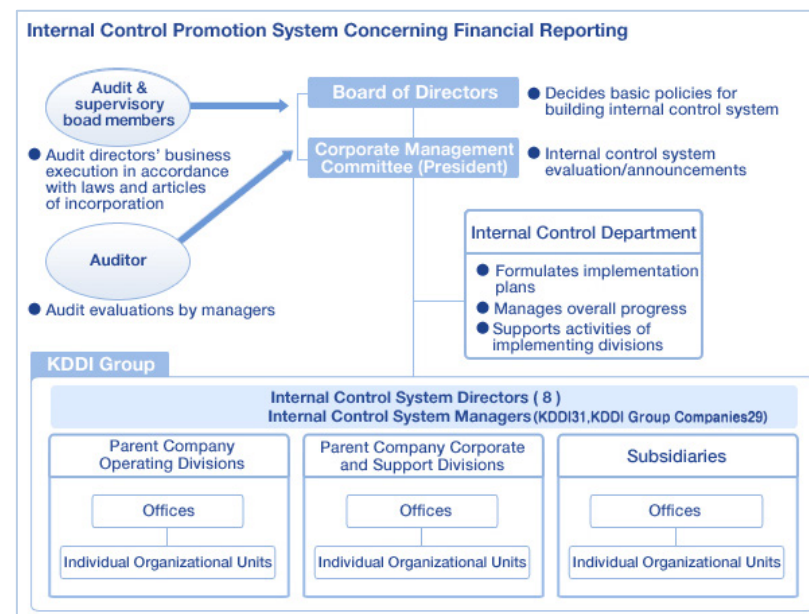 Internal Control Promotion System Concerning Financial Reporting
Audit &
supervisory
boad members
Board of Directors
Decides basic policies for
building internal control system
Audit directors' business
execution in accordance
with laws and articles
of incorporation
Corporate Management
Committee (President)
Internal control system
evaluation/announcements
Auditor
Audit evaluations by managers
Internal Control Department
Formulates implementation
plans
Manages overall progress
Supports activities of
implementing divisions
KDDI Group
Internal Control System Directors ( 8 )
Internal Control System Managers (KDDI31,KDDI Group Companies29)
Parent Company
Operating Divisions
Offices
Individual Organizational Units
Parent Company Corporate
and Support Divisions
Offices
Individual Organizational Units
Subsidiaries
Offices
Individual Organizational Units